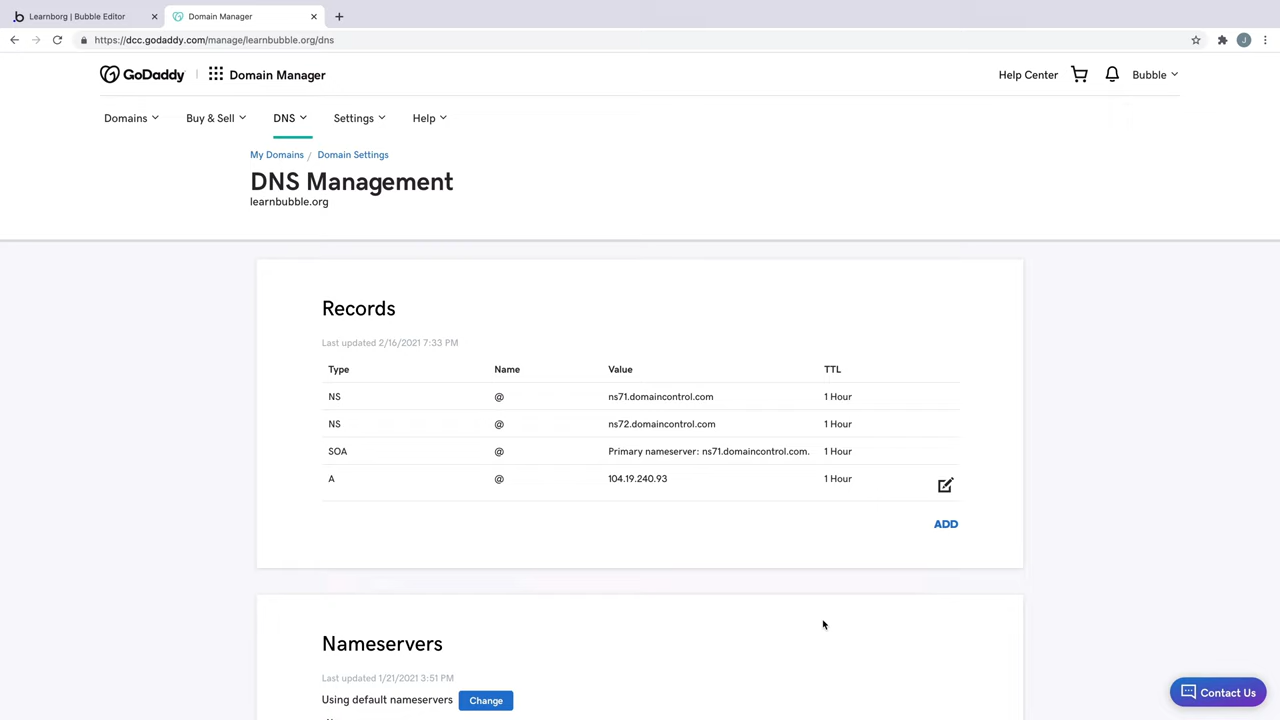 Learnborg | Bubble Editor
Domain Manager
https://dcc.godaddy.com/manage/learnbubble.org/dns
J
GoDaddy
Domain Manager
Help Center
Bubble
Domains
Buy & Sell
DNS
Settings
Help
My Domains / Domain Settings
DNS Management
learnbubble.org
Records
Last updated 2/16/2021 7:33 PM
Type Name Value TTL
NS @ ns71.domaincontrol.com 1 Hour
NS @ ns72.domaincontrol.com 1 Hour
SOA @ Primary nameserver: ns71.domaincontrol.com. 1 Hour
A @ 104.19.240.93 1 Hour
ADD
Nameservers
Last updated 1/21/2021 3:51 PM
Using default nameservers Change
Contact Us